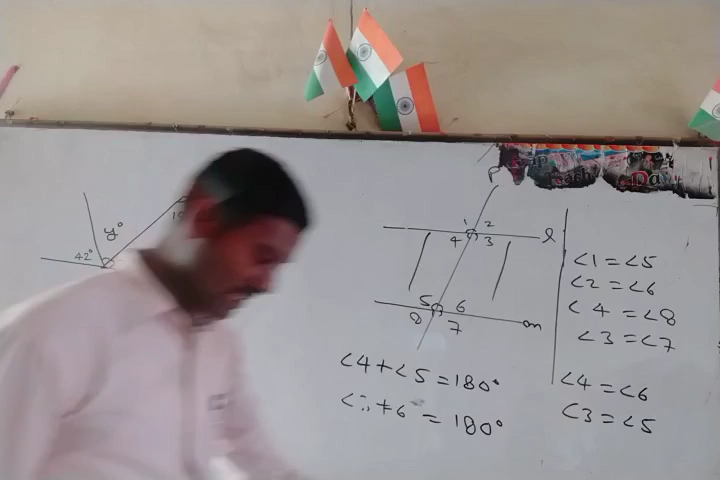 y°
42°
P
1 2
l
4 3
5 6
8 7
m
∠4+∠5=180°
+6 = 180°
∠1=∠5
∠2=∠6
∠4=∠8
∠3=∠7
∠4=∠6
∠3=∠5